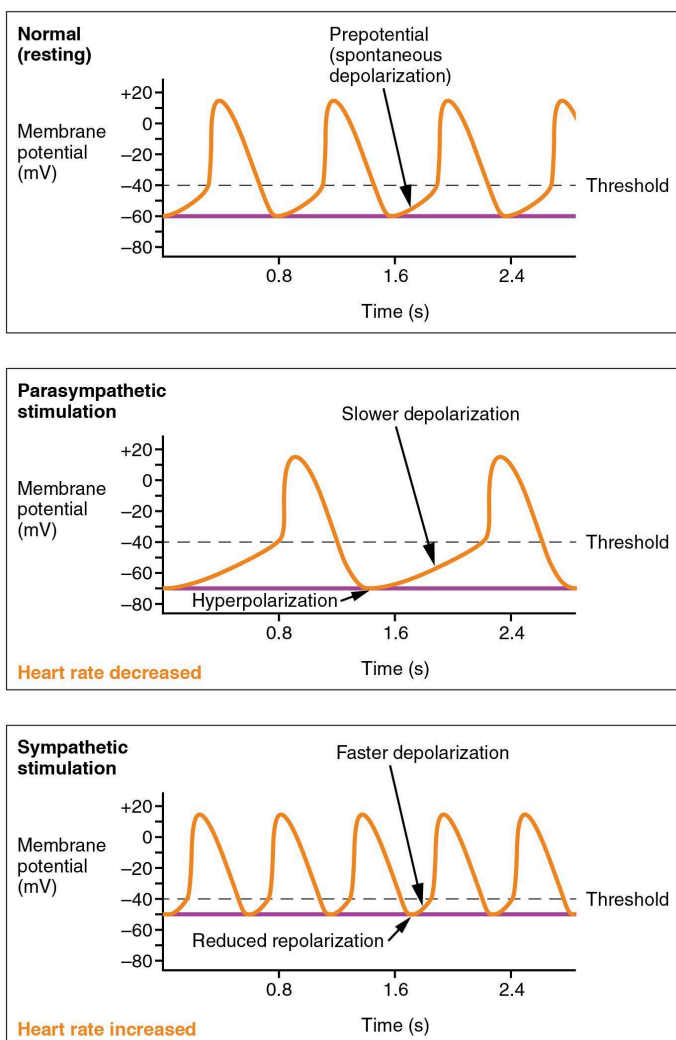 Normal
(resting)
Prepotential
(spontaneous
depolarization)
Membrane
potential
(mV)
+20
0
–20
–40
–60
–80
Threshold
0.8
1.6
2.4
Time (s)
Parasympathetic
stimulation
Slower depolarization
Membrane
potential
(mV)
+20
0
–20
–40
–60
–80
Threshold
Hyperpolarization
0.8
1.6
2.4
Heart rate decreased
Time (s)
Sympathetic
stimulation
Faster depolarization
Membrane
potential
(mV)
+20
0
–20
–40
–60
–80
Threshold
Reduced repolarization
0.8
1.6
2.4
Heart rate increased
Time (s)